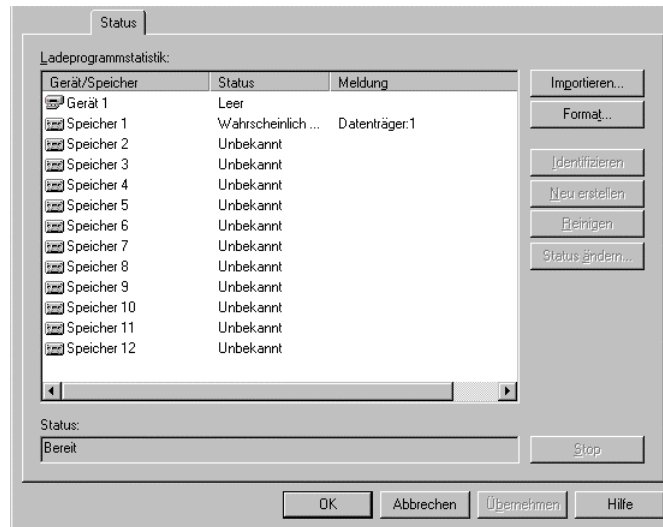 Status
Ladeprogrammstatistik:
Gerät/Speicher Status Meldung
Gerät 1 Leer
Speicher 1 Wahrscheinlich ... Datenträger:1
Speicher 2 Unbekannt
Speicher 3 Unbekannt
Speicher 4 Unbekannt
Speicher 5 Unbekannt
Speicher 6 Unbekannt
Speicher 7 Unbekannt
Speicher 8 Unbekannt
Speicher 9 Unbekannt
Speicher 10 Unbekannt
Speicher 11 Unbekannt
Speicher 12 Unbekannt
Importieren...
Format...
Identifizieren
Neu erstellen
Reinigen
Status ändern...
Status:
Bereit
Stop
OK Abbrechen Übernehmen Hilfe